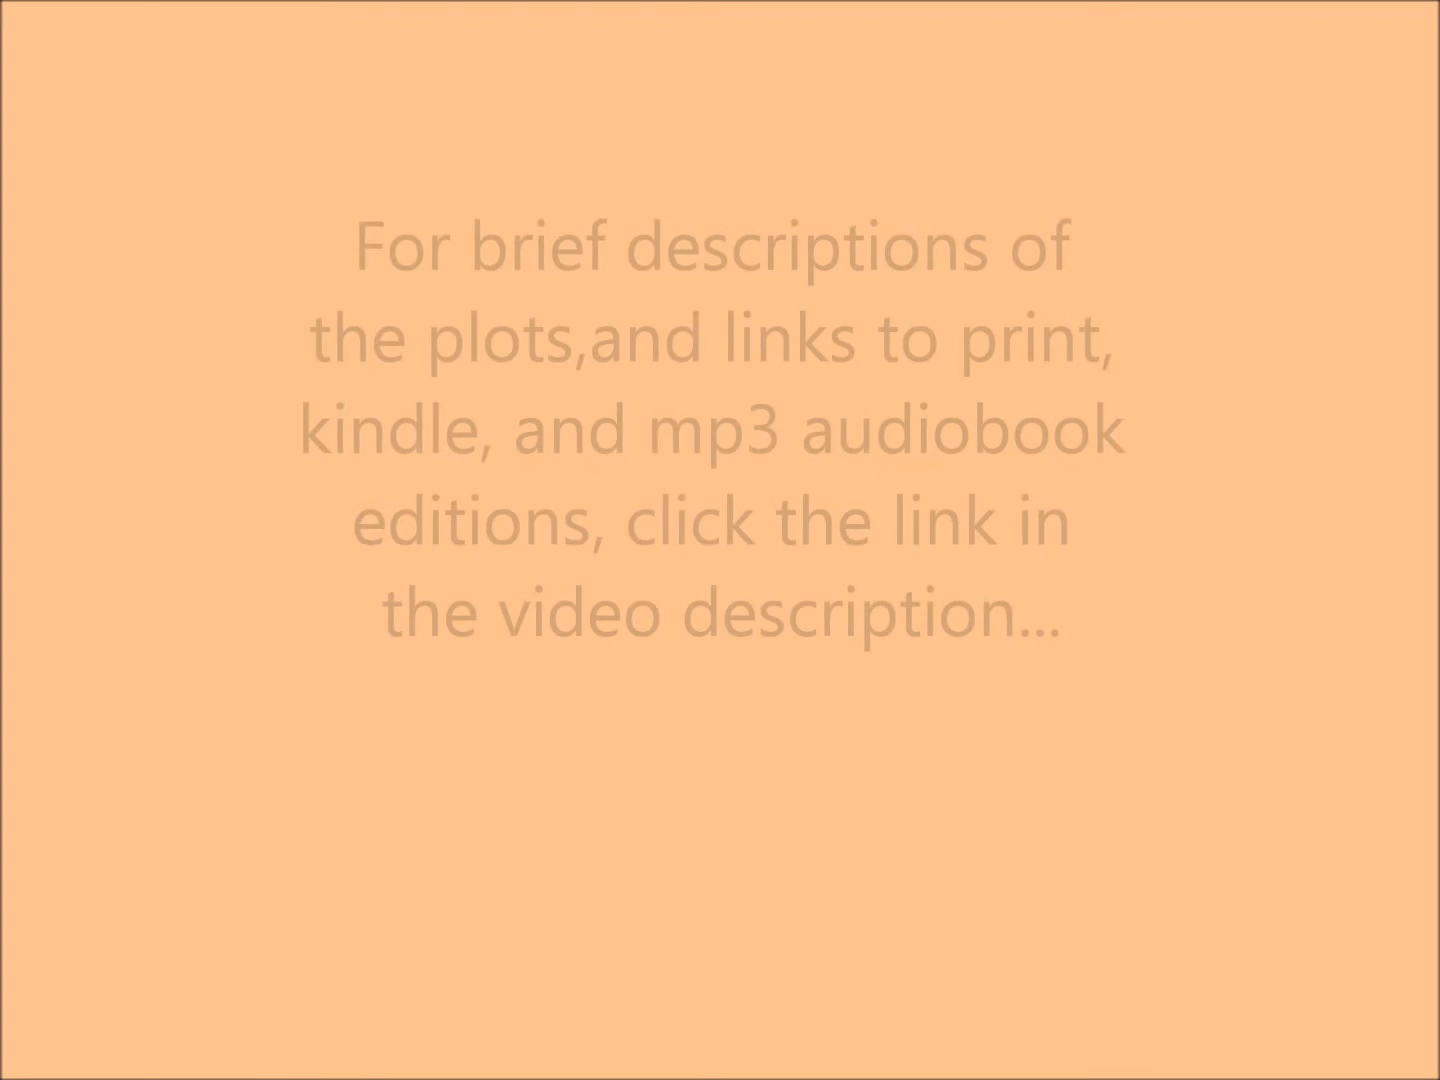 For brief descriptions of
the plots,and links to print,
kindle, and mp3 audiobook
editions, click the link in
the video description...